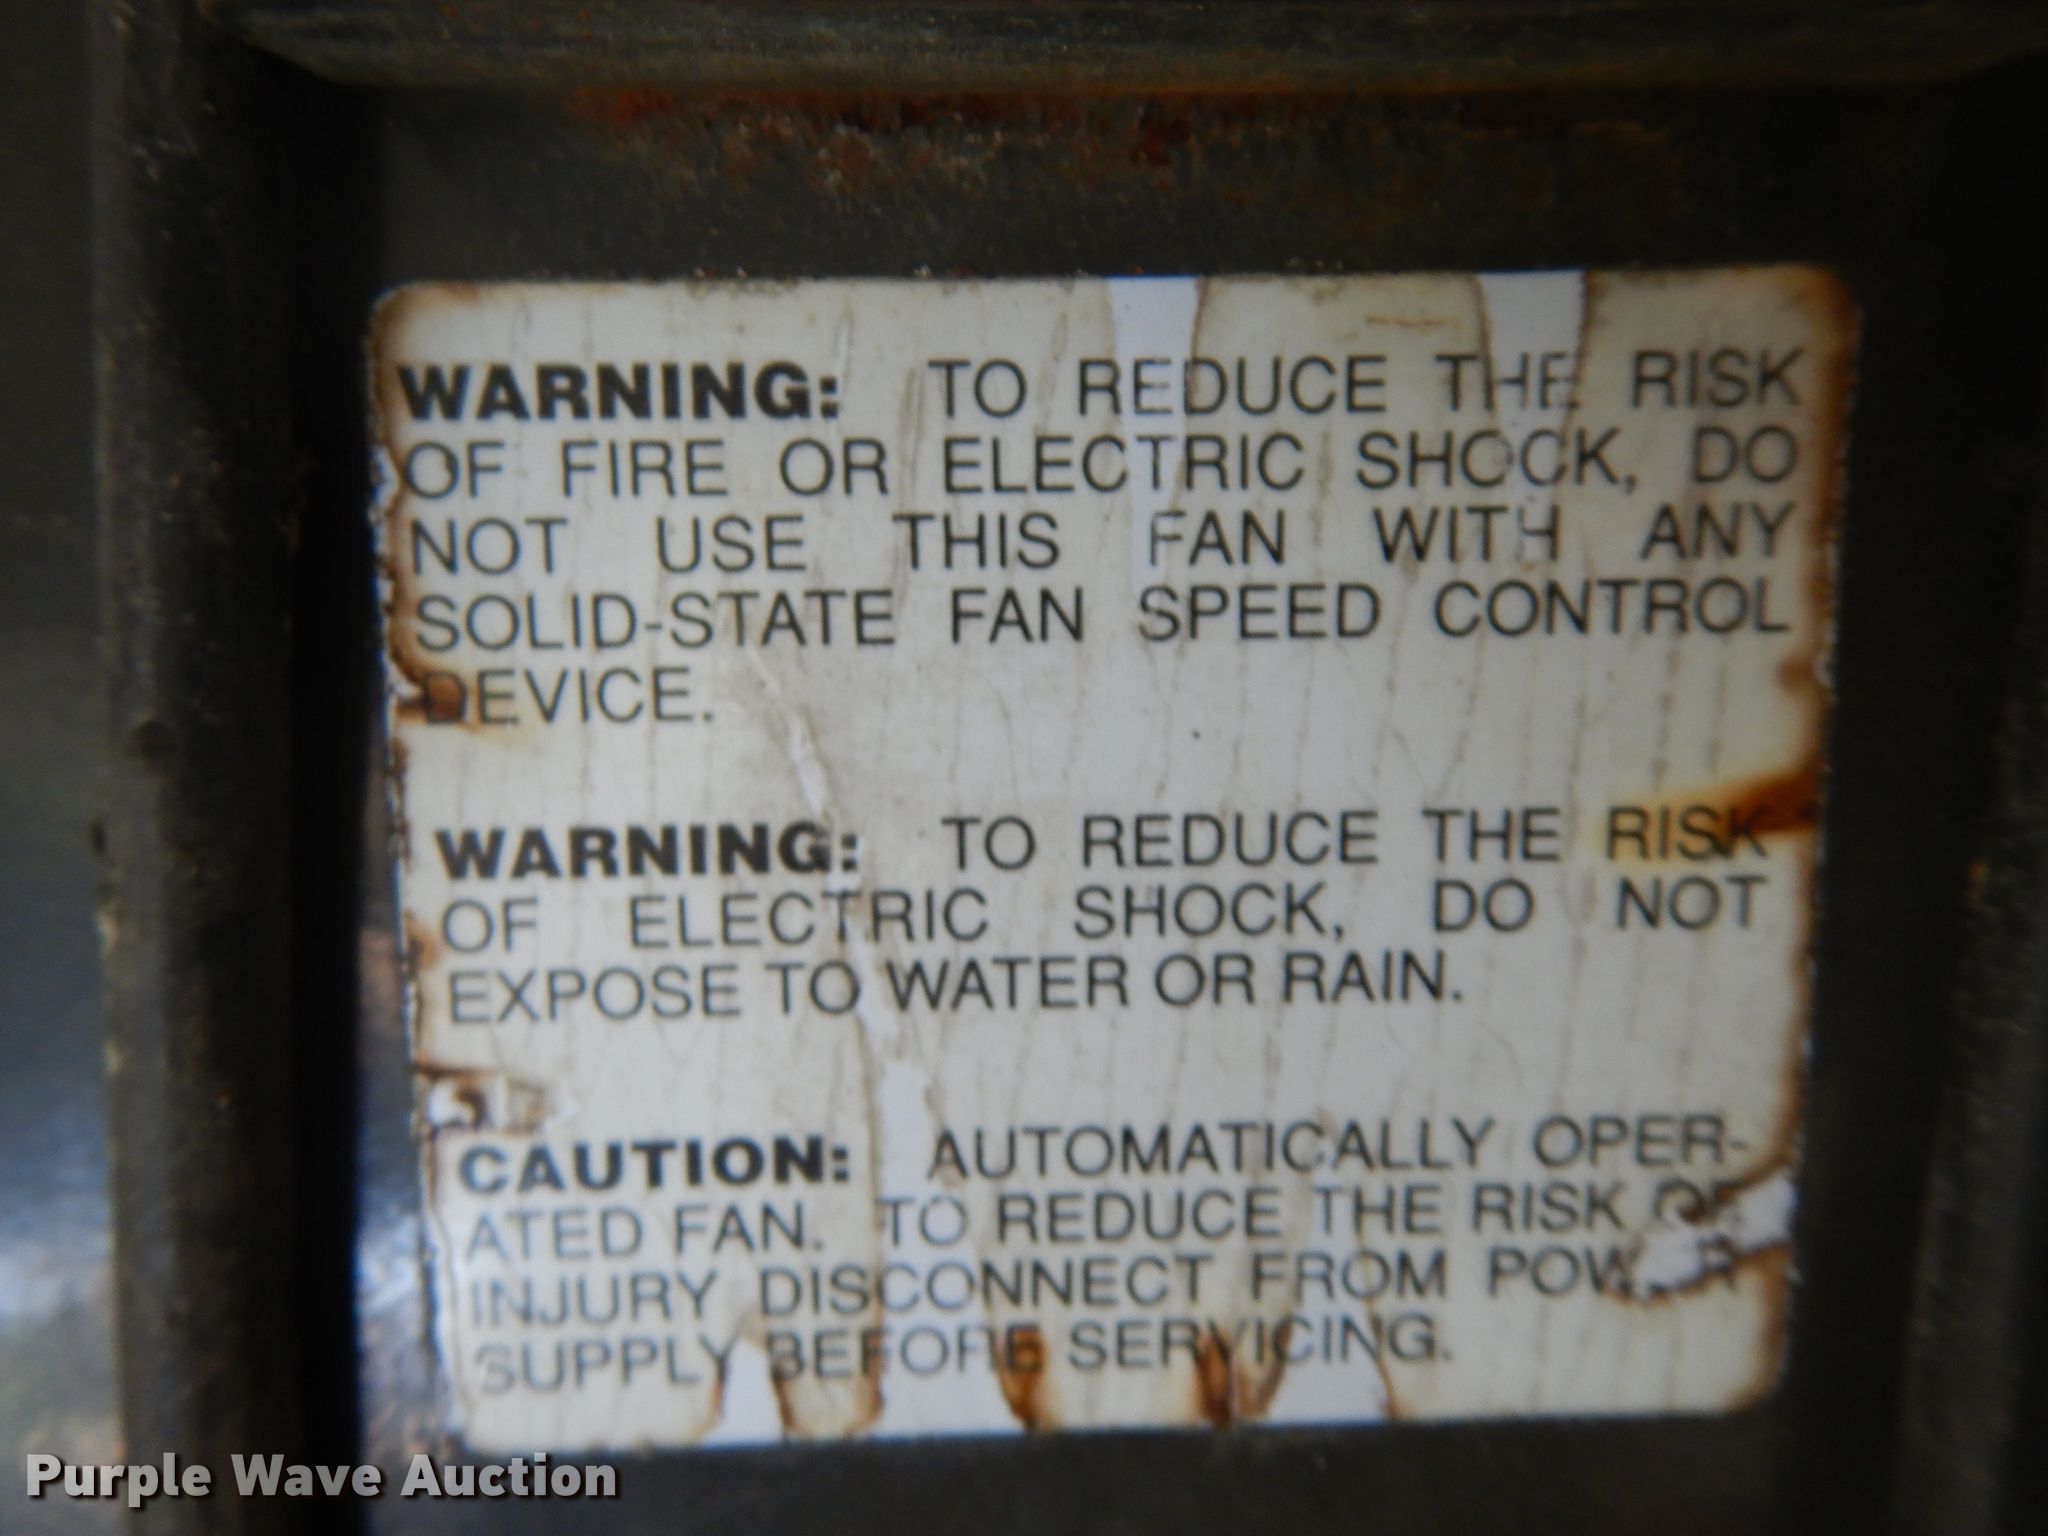 WARNING: TO REDUCE THE RISK
OF FIRE OR ELECTRIC SHOCK, DO
NOT USE THIS FAN WITH ANY
SOLID-STATE FAN SPEED CONTROL
DEVICE.
WARNING: TO REDUCE THE RISK
OF ELECTRIC SHOCK, DO NOT
EXPOSE TO WATER OR RAIN.
CAUTION: AUTOMATICALLY OPER-
ATED FAN. TO REDUCE THE RISK OF
INJURY DISCONNECT FROM POWER
SUPPLY BEFORE SERVICING.
Purple Wave Auction